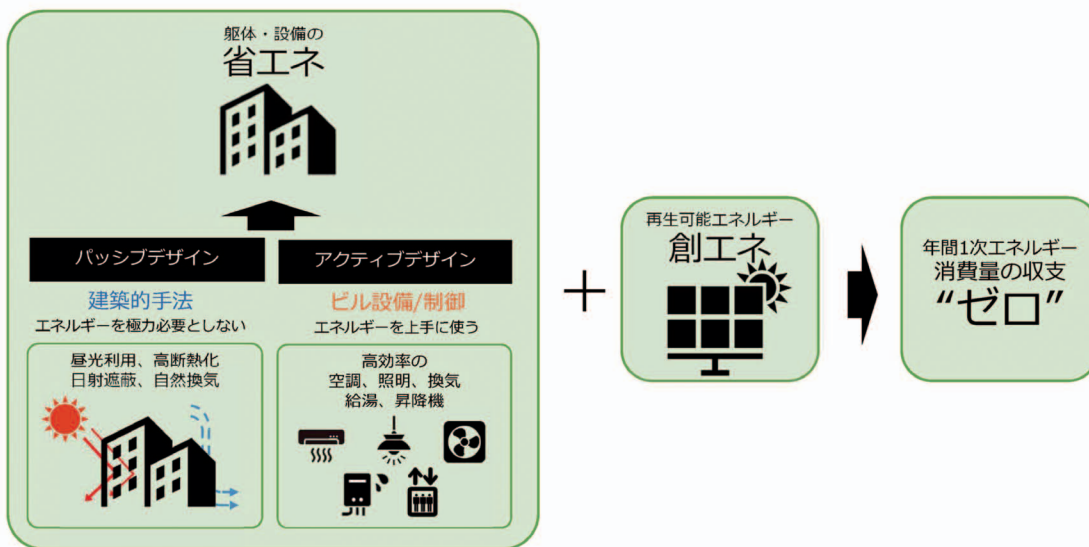 躯体・設備の
省エネ
パッシブデザイン
建築的手法
エネルギーを極力必要としない
昼光利用、高断熱化
日射遮蔽、自然換気
アクティブデザイン
ビル設備/制御
エネルギーを上手に使う
高効率の
空調、照明、換気
給湯、昇降機
＋
再生可能エネルギー
創エネ
年間1次エネルギー
消費量の収支
“ゼロ”